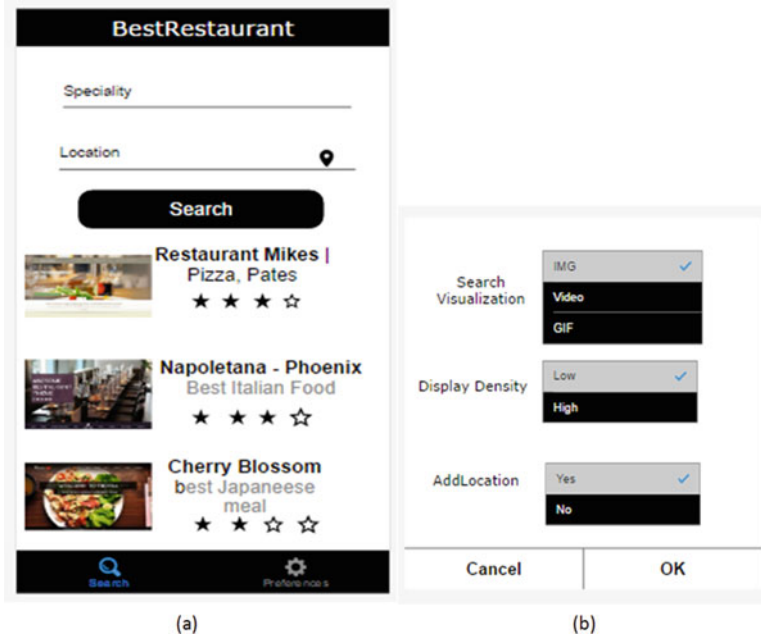 BestRestaurant
Speciality
Location
Search
Restaurant Mikes |
Pizza, Pates
Napoletana - Phoenix
Best Italian Food
Cherry Blossom
best Japaneese
meal
Search
Preferences
(a)
Search
Visualization
IMG
Video
GIF
Display Density
Low
High
AddLocation
Yes
No
Cancel
OK
(b)